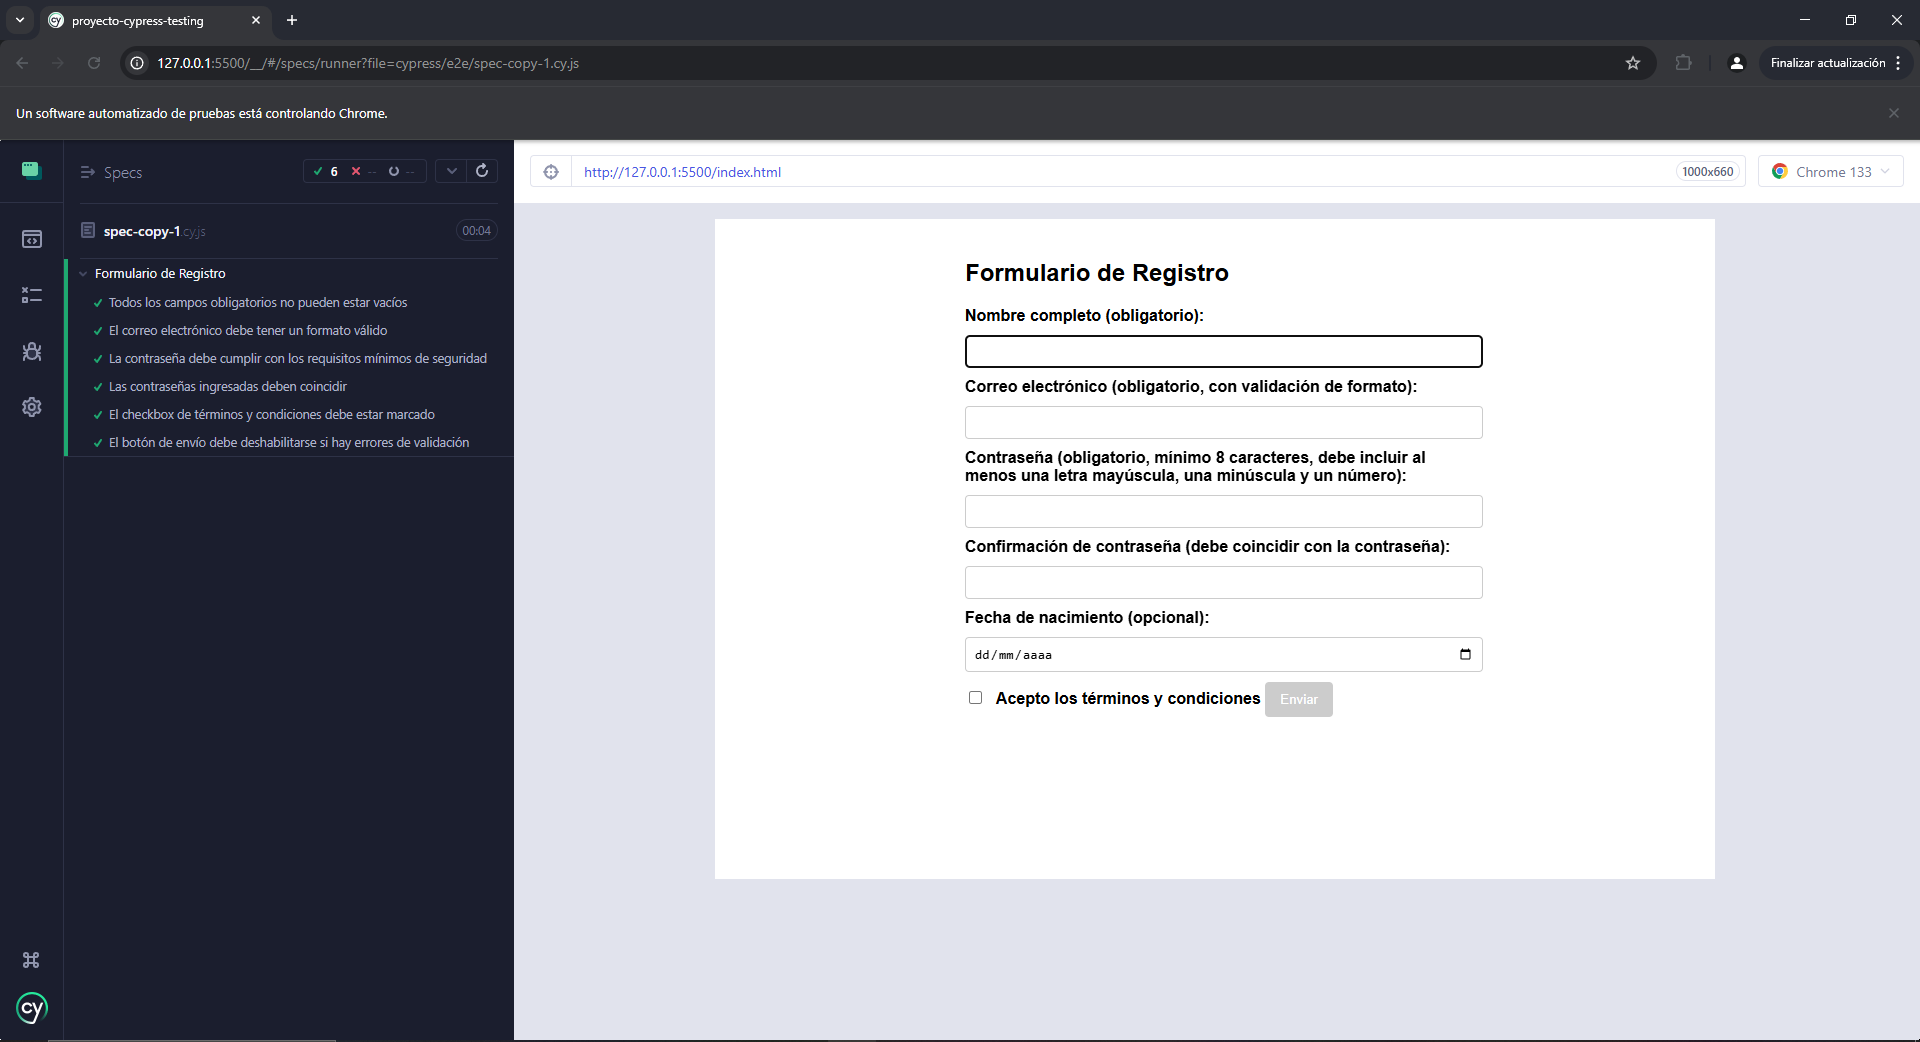 proyecto-cypress-testing
127.0.0.1:5500/__/#/specs/runner?file=cypress/e2e/spec-copy-1.cy.js
Finalizar actualización
Un software automatizado de pruebas está controlando Chrome.
Specs
6 -- --
spec-copy-1.cy.js
00:04
Formulario de Registro
Todos los campos obligatorios no pueden estar vacíos
El correo electrónico debe tener un formato válido
La contraseña debe cumplir con los requisitos mínimos de seguridad
Las contraseñas ingresadas deben coincidir
El checkbox de términos y condiciones debe estar marcado
El botón de envío debe deshabilitarse si hay errores de validación
cy
http://127.0.0.1:5500/index.html
1000x660
Chrome 133
Formulario de Registro
Nombre completo (obligatorio):
Correo electrónico (obligatorio, con validación de formato):
Contraseña (obligatorio, mínimo 8 caracteres, debe incluir al
menos una letra mayúscula, una minúscula y un número):
Confirmación de contraseña (debe coincidir con la contraseña):
Fecha de nacimiento (opcional):
dd/mm/aaaa
Acepto los términos y condiciones
Enviar